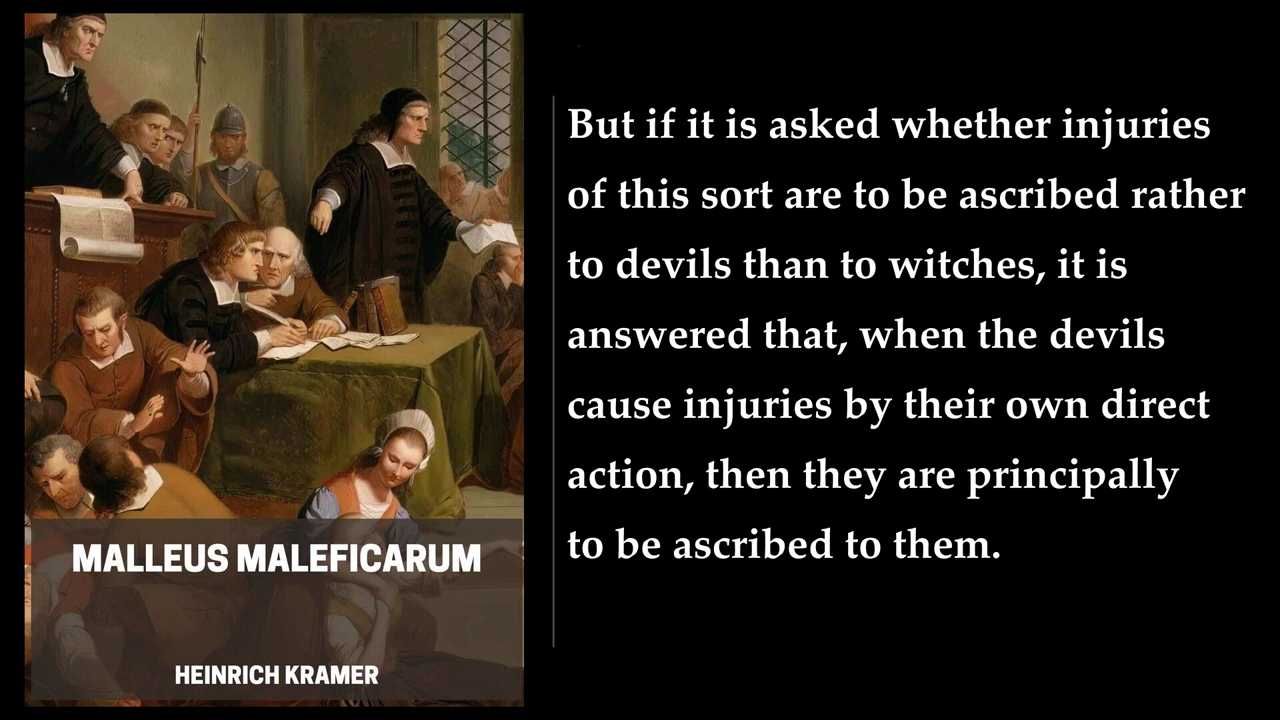 MALLEUS MALEFICARUM
HEINRICH KRAMER
But if it is asked whether injuries
of this sort are to be ascribed rather
to devils than to witches, it is
answered that, when the devils
cause injuries by their own direct
action, then they are principally
to be ascribed to them.